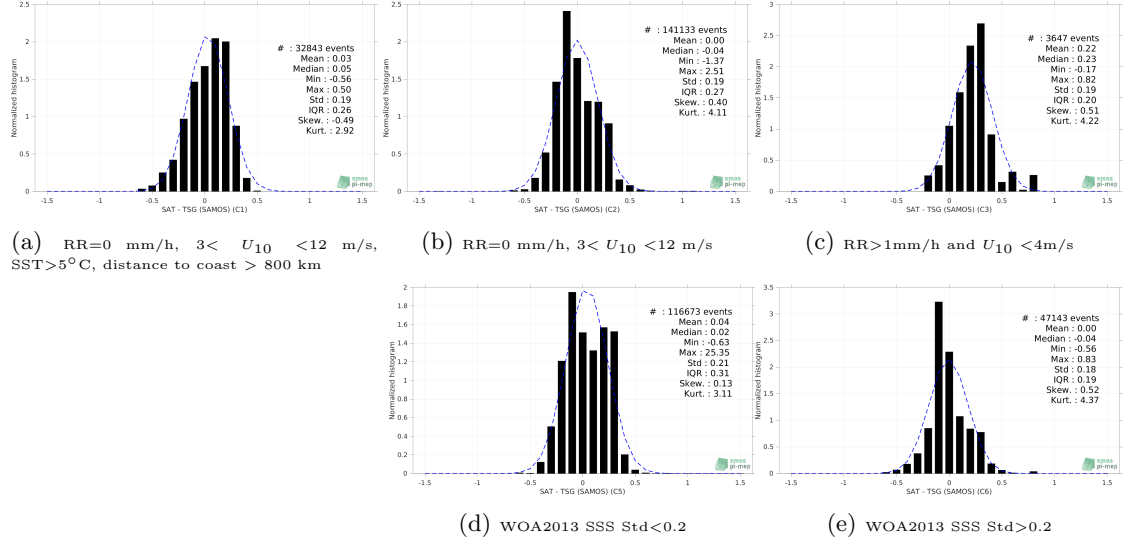 2.5
2
1.5
1
0.5
0
Normalized histogram
# : 32843 events
Mean : 0.03
Median : 0.05
Min : -0.56
Max : 0.50
Std : 0.19
IQR : 0.26
Skew. : -0.49
Kurt. : 2.92
smos
pi-mep
-1.5 -1 -0.5 0 0.5 1 1.5
SAT - TSG (SAMOS) (C1)
(a) RR=0 mm/h, 3< U10 <12 m/s,
SST>5°C, distance to coast > 800 km
2.5
2
1.5
1
0.5
0
Normalized histogram
# : 141133 events
Mean : 0.00
Median : -0.04
Min : -1.37
Max : 2.51
Std : 0.19
IQR : 0.27
Skew. : 0.40
Kurt. : 4.11
smos
pi-mep
-1.5 -1 -0.5 0 0.5 1 1.5
SAT - TSG (SAMOS) (C2)
(b) RR=0 mm/h, 3< U10 <12 m/s
3
2.5
2
1.5
1
0.5
0
Normalized histogram
# : 3647 events
Mean : 0.22
Median : 0.23
Min : -0.17
Max : 0.82
Std : 0.19
IQR : 0.20
Skew. : 0.51
Kurt. : 4.22
smos
pi-mep
-1.5 -1 -0.5 0 0.5 1 1.5
SAT - TSG (SAMOS) (C3)
(c) RR>1mm/h and U10 <4m/s
2
1.8
1.6
1.4
1.2
1
0.8
0.6
0.4
0.2
0
Normalized histogram
# : 116673 events
Mean : 0.04
Median : 0.02
Min : -0.63
Max : 25.35
Std : 0.21
IQR : 0.31
Skew. : 0.13
Kurt. : 3.11
smos
pi-mep
-1.5 -1 -0.5 0 0.5 1 1.5
SAT - TSG (SAMOS) (C5)
(d) WOA2013 SSS Std<0.2
3.5
3
2.5
2
1.5
1
0.5
0
Normalized histogram
# : 47143 events
Mean : 0.00
Median : -0.04
Min : -0.56
Max : 0.83
Std : 0.18
IQR : 0.19
Skew. : 0.52
Kurt. : 4.37
smos
pi-mep
-1.5 -1 -0.5 0 0.5 1 1.5
SAT - TSG (SAMOS) (C6)
(e) WOA2013 SSS Std>0.2